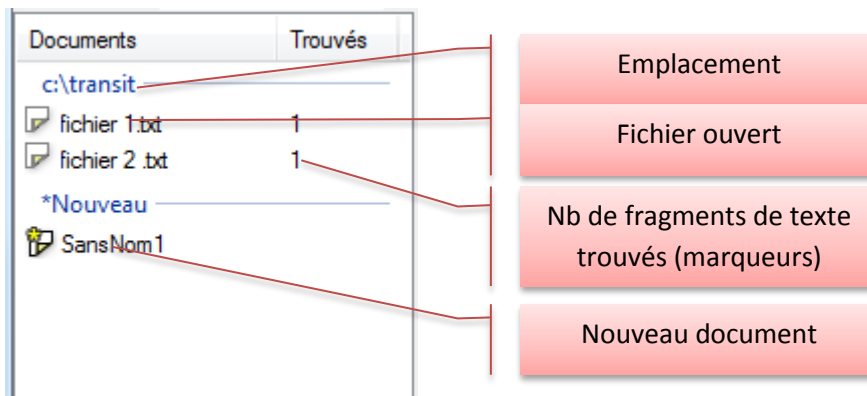 Documents Trouvés
c:\transit
fichier 1.txt 1
fichier 2 .txt 1
*Nouveau
SansNom1
Emplacement
Fichier ouvert
Nb de fragments de texte
trouvés (marqueurs)
Nouveau document